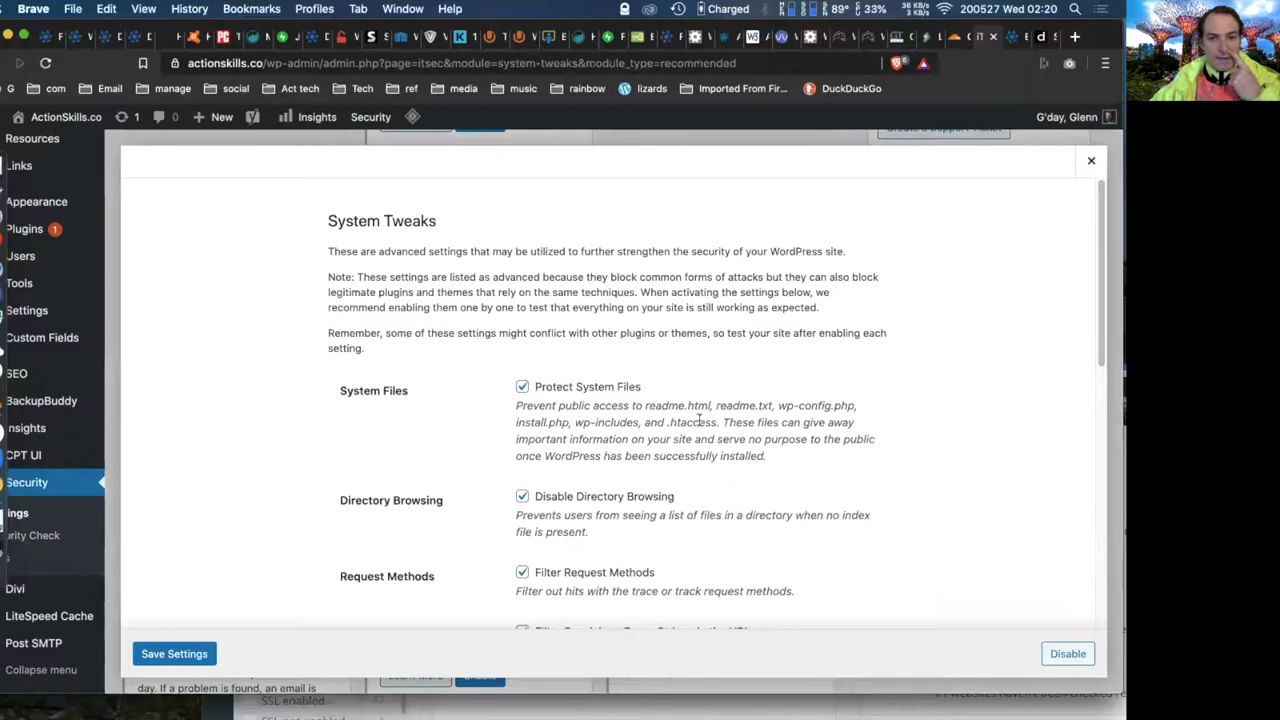 Brave File Edit View History Bookmarks Profiles Tab Window Help Charged 89° 33% 36 KB/s 3 KB/s 200527 Wed 02:20
actionskills.co/wp-admin/admin.php?page=itsec&module=system-tweaks&module_type=recommended
G com Email manage social Act tech Tech ref media music rainbow lizards Imported From Fir... DuckDuckGo
ActionSkills.co 1 0 New Insights Security G'day, Glenn
Resources
Links
Appearance
Plugins 1
Users
Tools
Settings
Custom Fields
SEO
BackupBuddy
CPT UI
Security
ings
urity Check
s
Divi
LiteSpeed Cache
Post SMTP
Collapse menu
System Tweaks
These are advanced settings that may be utilized to further strengthen the security of your WordPress site.
Note: These settings are listed as advanced because they block common forms of attacks but they can also block
legitimate plugins and themes that rely on the same techniques. When activating the settings below, we
recommend enabling them one by one to test that everything on your site is still working as expected.
Remember, some of these settings might conflict with other plugins or themes, so test your site after enabling each
setting.
System Files
Protect System Files
Prevent public access to readme.html, readme.txt, wp-config.php,
install.php, wp-includes, and .htaccess. These files can give away
important information on your site and serve no purpose to the public
once WordPress has been successfully installed.
Directory Browsing
Disable Directory Browsing
Prevents users from seeing a list of files in a directory when no index
file is present.
Request Methods
Filter Request Methods
Filter out hits with the trace or track request methods.
Save Settings
Disable
day. If a problem is found, an email is
SSL enabled 67